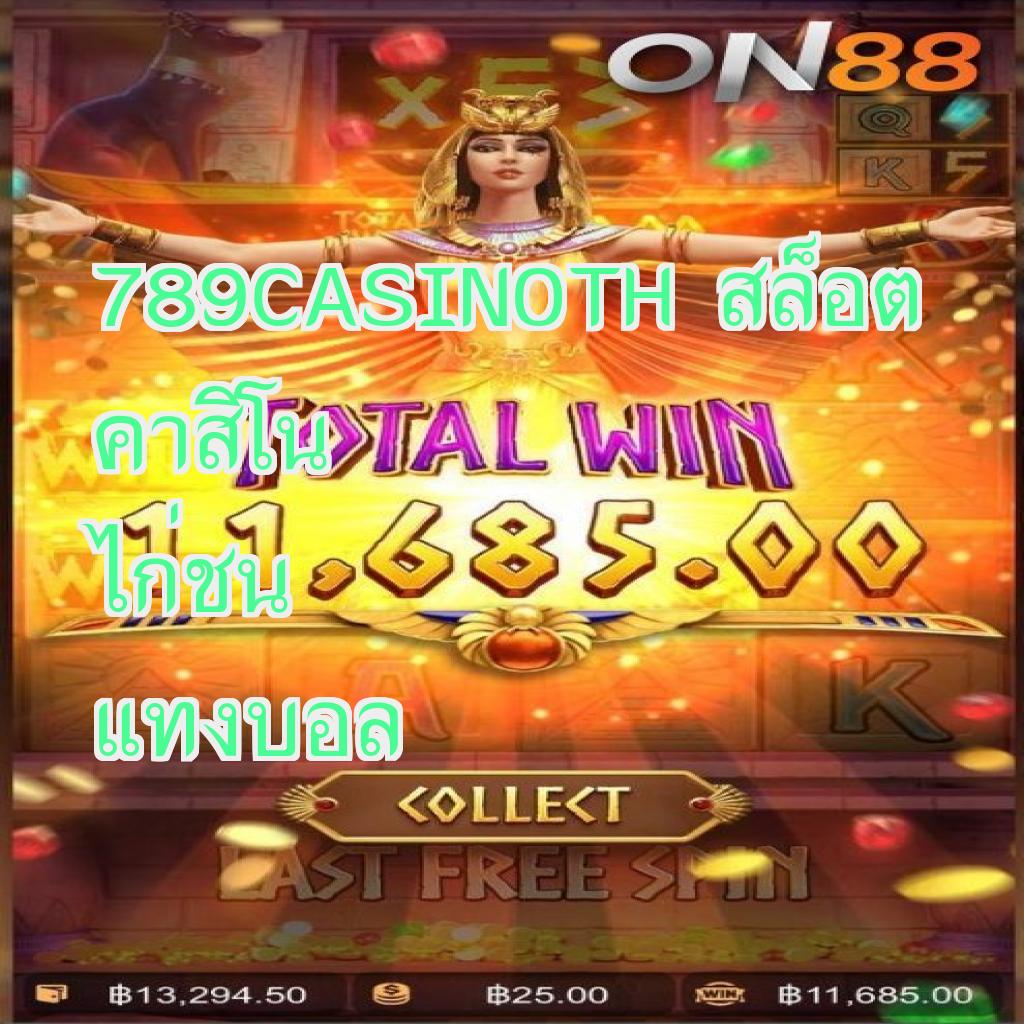 ON88
x53
Q
K
789CASINOTH สล็อต
คาสิโน
TOTAL WIN
11,685.00
ไก่ชน
A
K
แทงบอล
COLLECT
LAST FREE SPIN
฿13,294.50 ฿25.00 WIN ฿11,685.00